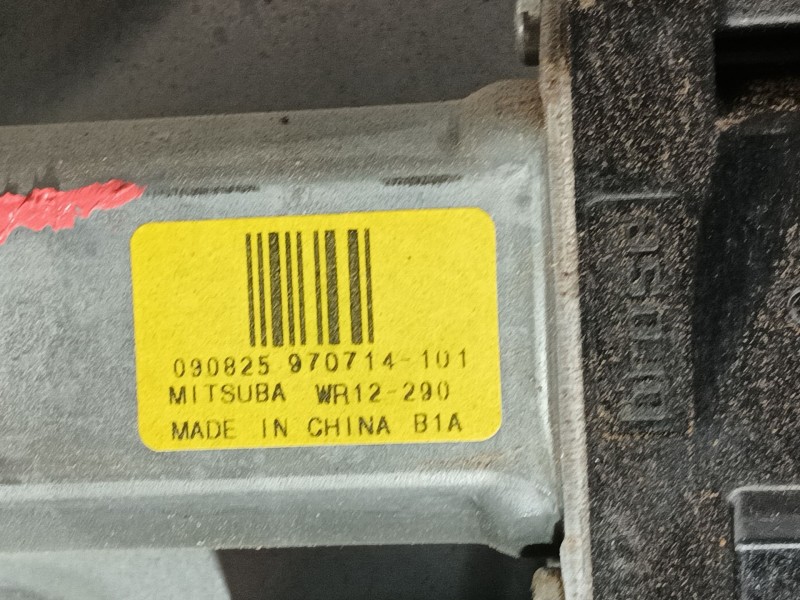 090825 970714-101
MITSUBA WR12-290
MADE IN CHINA B1A